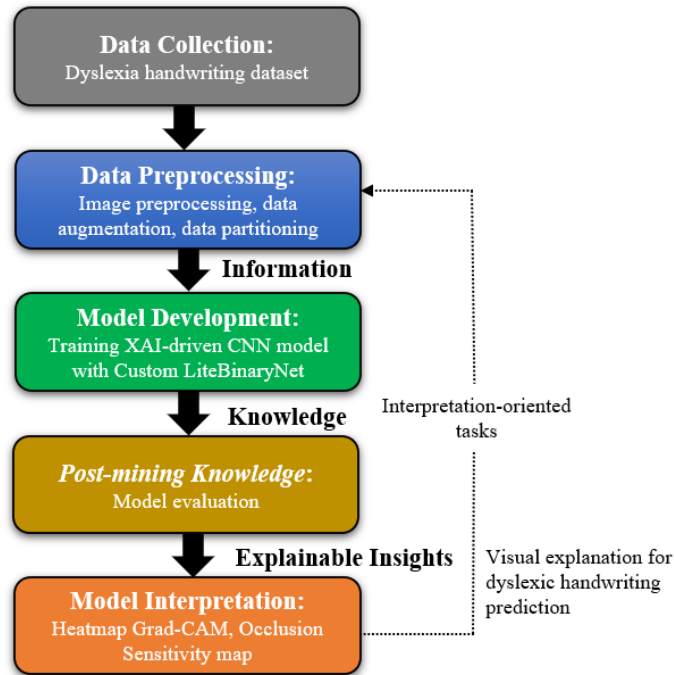 Data Collection:
Dyslexia handwriting dataset
Data Preprocessing:
Image preprocessing, data
augmentation, data partitioning
Information
Model Development:
Training XAI-driven CNN model
with Custom LiteBinaryNet
Knowledge
Interpretation-oriented
tasks
Post-mining Knowledge:
Model evaluation
Explainable Insights
Visual explanation for
dyslexic handwriting
prediction
Model Interpretation:
Heatmap Grad-CAM, Occlusion
Sensitivity map